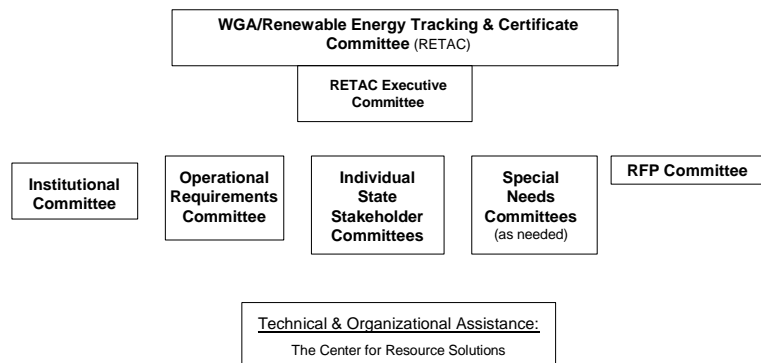 WGA/Renewable Energy Tracking & Certificate
Committee (RETAC)
RETAC Executive
Committee
Institutional
Committee
Operational
Requirements
Committee
Individual
State
Stakeholder
Committees
Special
Needs
Committees
(as needed)
RFP Committee
Technical & Organizational Assistance:
The Center for Resource Solutions